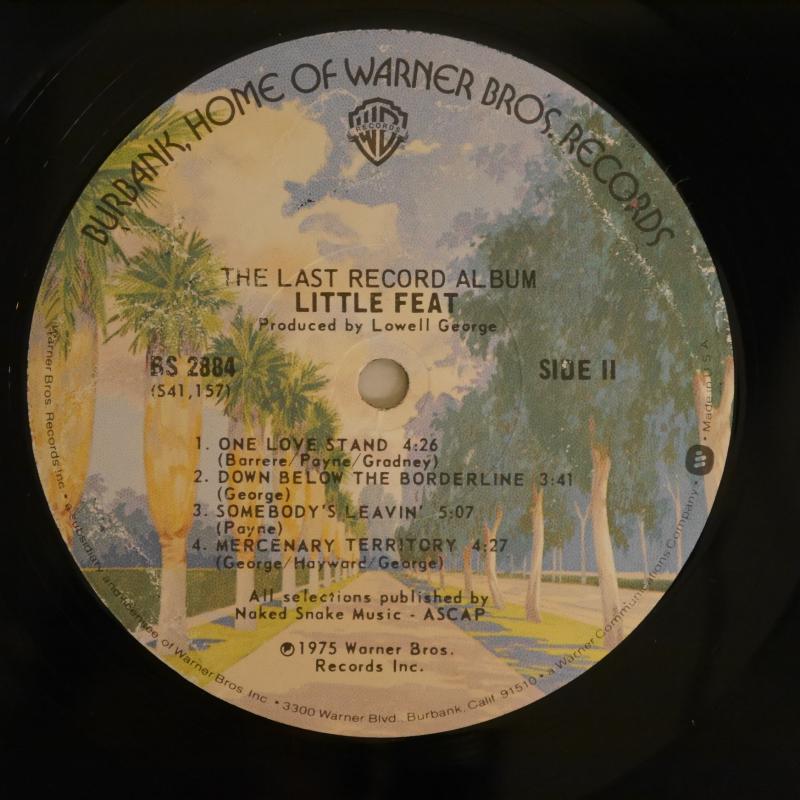 BURBANK, HOME OF WARNER BROS. RECORDS
W B
RECORDS
THE LAST RECORD ALBUM
LITTLE FEAT
Produced by Lowell George
BS 2884
SIDE II
(S41,157)
1. ONE LOVE STAND 4:26
(Barrere/Payne/Gradney)
2. DOWN BELOW THE BORDERLINE 3:41
(George)
3. SOMEBODY'S LEAVIN' 5:07
(Payne)
4. MERCENARY TERRITORY 4:27
(George/Hayward/George)
All selections published by
Naked Snake Music - ASCAP
℗1975 Warner Bros.
Records Inc.
Warner Bros. Records Inc. • a subsidiary and licensee of Warner Bros. Inc. • 3300 Warner Blvd., Burbank, Calif. 91510 • a Warner Communications Company • Made in U.S.A.